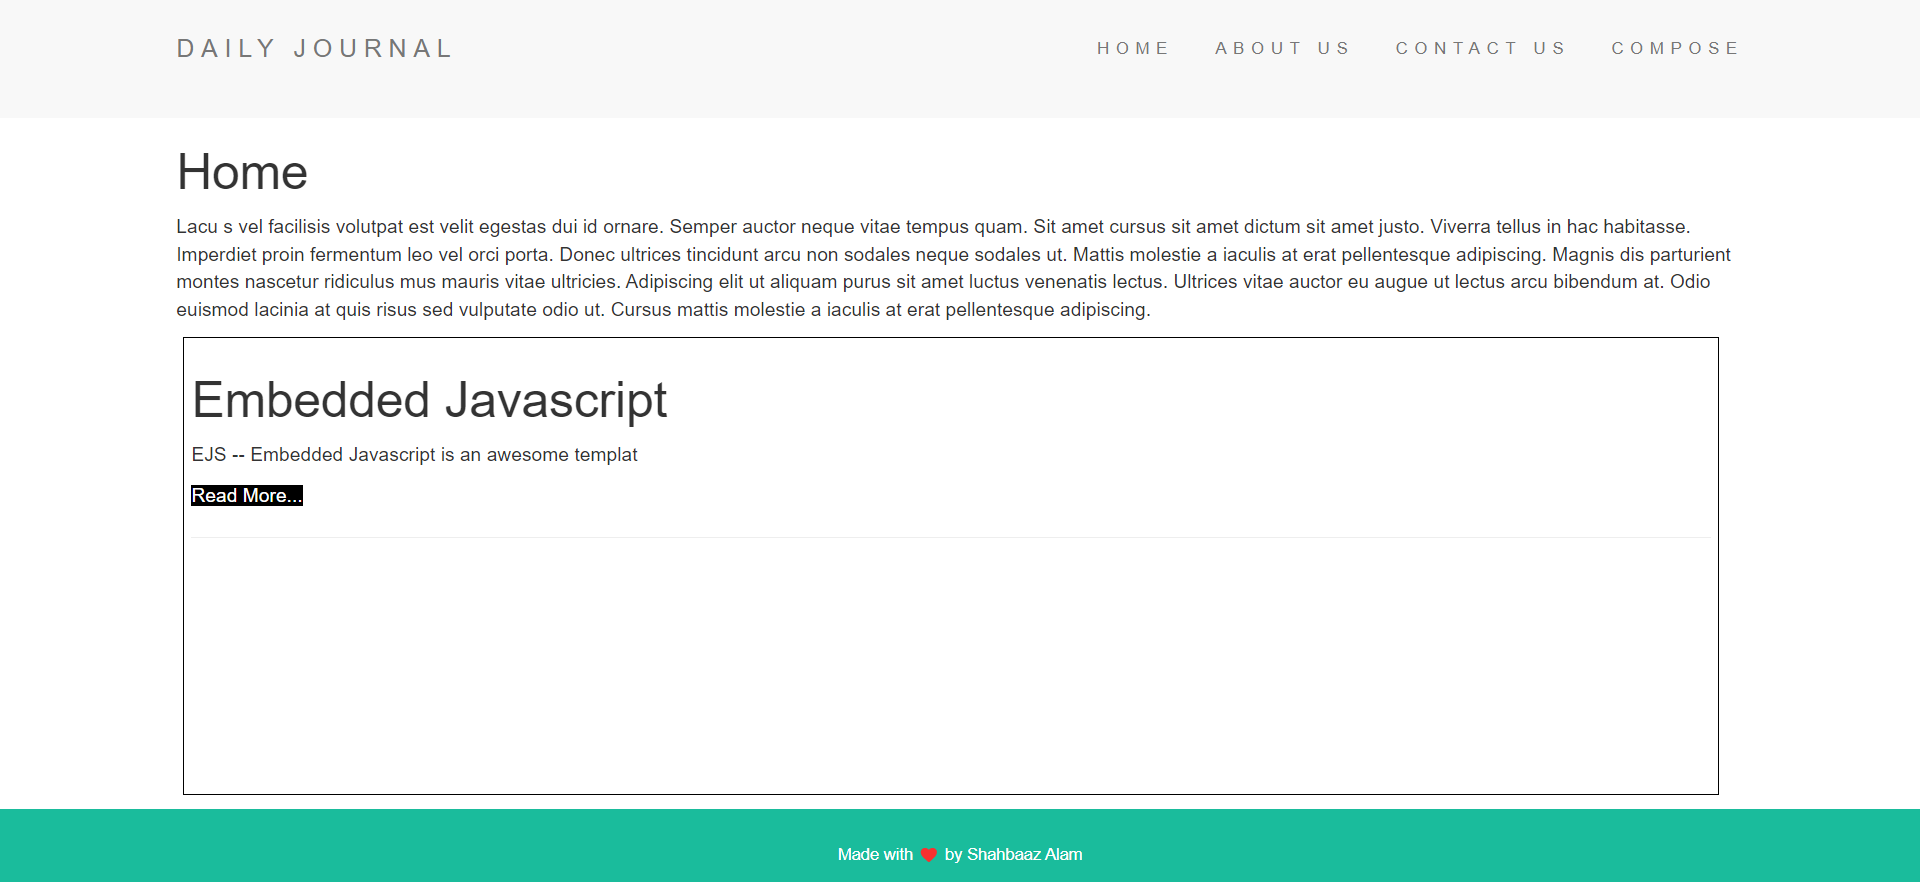 DAILY JOURNAL
HOME ABOUT US CONTACT US COMPOSE
Home
Lacu s vel facilisis volutpat est velit egestas dui id ornare. Semper auctor neque vitae tempus quam. Sit amet cursus sit amet dictum sit amet justo. Viverra tellus in hac habitasse.
Imperdiet proin fermentum leo vel orci porta. Donec ultrices tincidunt arcu non sodales neque sodales ut. Mattis molestie a iaculis at erat pellentesque adipiscing. Magnis dis parturient
montes nascetur ridiculus mus mauris vitae ultricies. Adipiscing elit ut aliquam purus sit amet luctus venenatis lectus. Ultrices vitae auctor eu augue ut lectus arcu bibendum at. Odio
euismod lacinia at quis risus sed vulputate odio ut. Cursus mattis molestie a iaculis at erat pellentesque adipiscing.
Embedded Javascript
EJS -- Embedded Javascript is an awesome templat
Read More...
Made with ❤ by Shahbaaz Alam